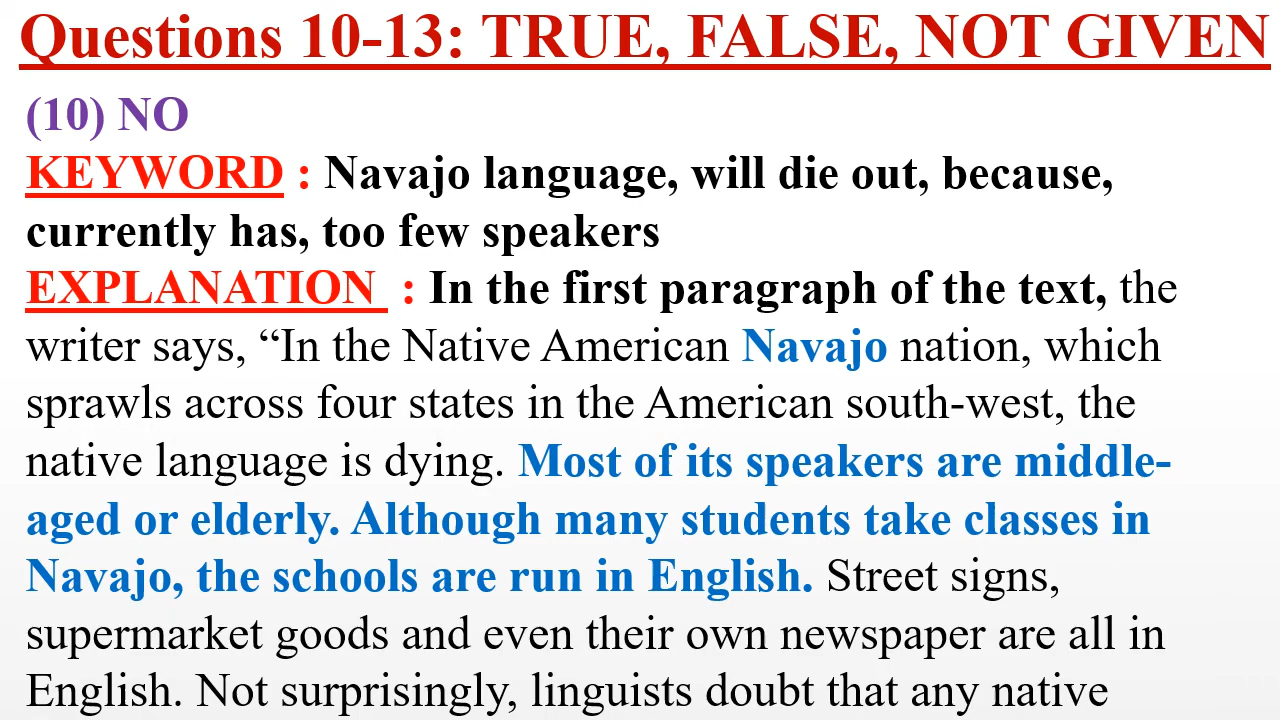 Questions 10-13: TRUE, FALSE, NOT GIVEN
(10) NO
KEYWORD : Navajo language, will die out, because,
currently has, too few speakers
EXPLANATION : In the first paragraph of the text, the
writer says, “In the Native American Navajo nation, which
sprawls across four states in the American south-west, the
native language is dying. Most of its speakers are middle-
aged or elderly. Although many students take classes in
Navajo, the schools are run in English. Street signs,
supermarket goods and even their own newspaper are all in
English. Not surprisingly, linguists doubt that any native